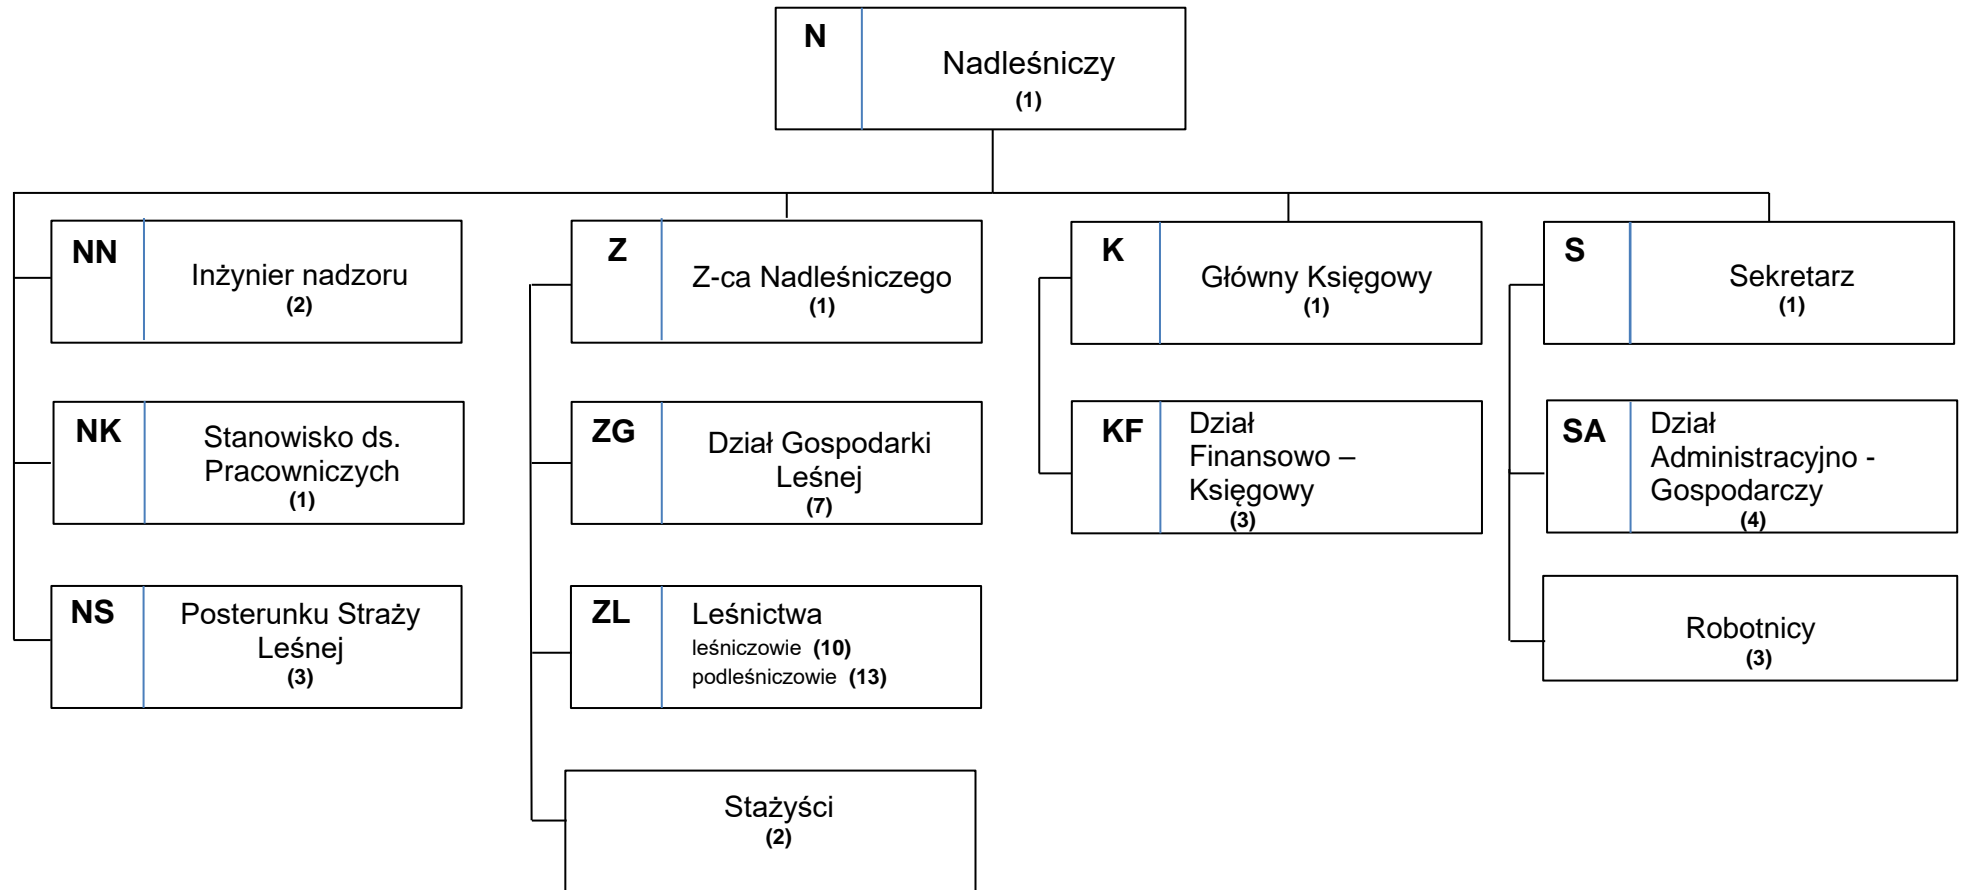 N
Nadleśniczy
(1)
NN
Inżynier nadzoru
(2)
Z
Z-ca Nadleśniczego
(1)
K
Główny Księgowy
(1)
S
Sekretarz
(1)
NK
Stanowisko ds.
Pracowniczych
(1)
ZG
Dział Gospodarki
Leśnej
(7)
KF
Dział
Finansowo –
Księgowy
(3)
SA
Dział
Administracyjno -
Gospodarczy
(4)
NS
Posterunku Straży
Leśnej
(3)
ZL
Leśnictwa
leśniczowie (10)
podleśniczowie (13)
Robotnicy
(3)
Stażyści
(2)